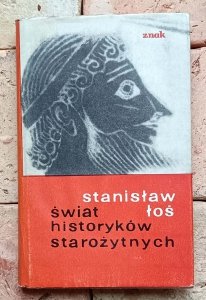 znak
stanisław
świat łoś
historyków
starożytnych